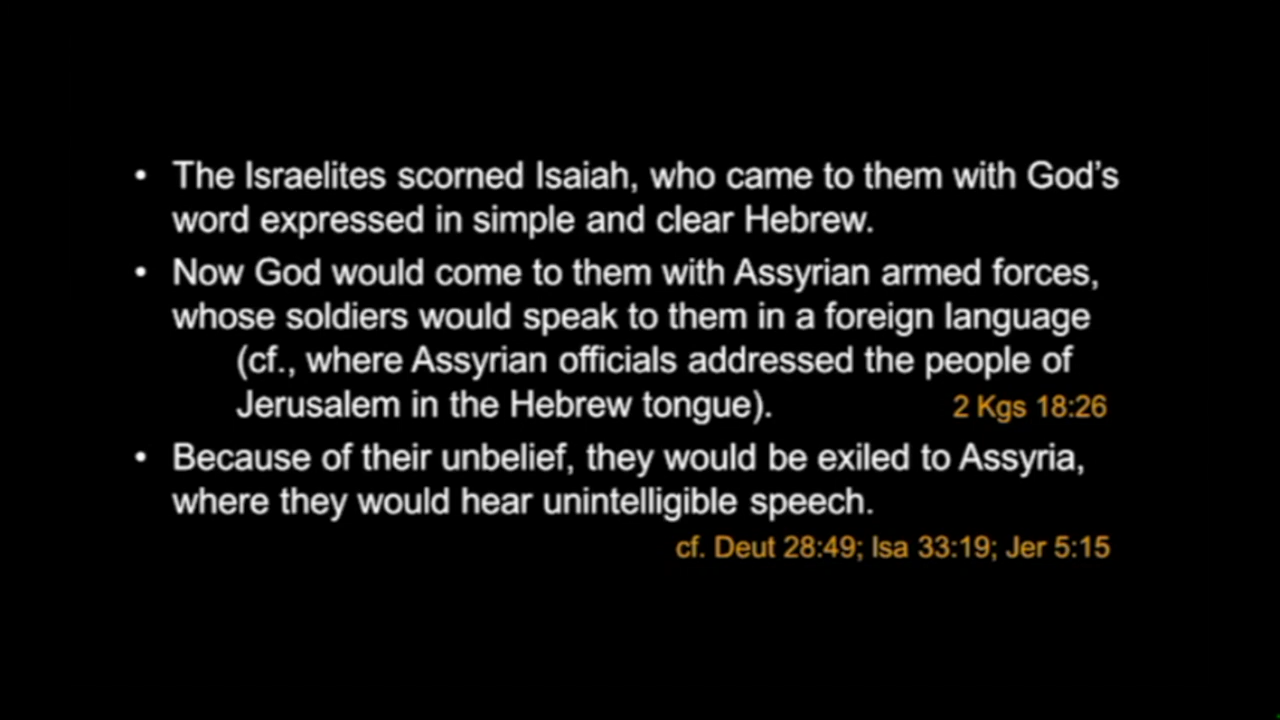 • The Israelites scorned Isaiah, who came to them with God’s
word expressed in simple and clear Hebrew.
• Now God would come to them with Assyrian armed forces,
whose soldiers would speak to them in a foreign language
(cf., where Assyrian officials addressed the people of
Jerusalem in the Hebrew tongue). 2 Kgs 18:26
• Because of their unbelief, they would be exiled to Assyria,
where they would hear unintelligible speech.
cf. Deut 28:49; Isa 33:19; Jer 5:15